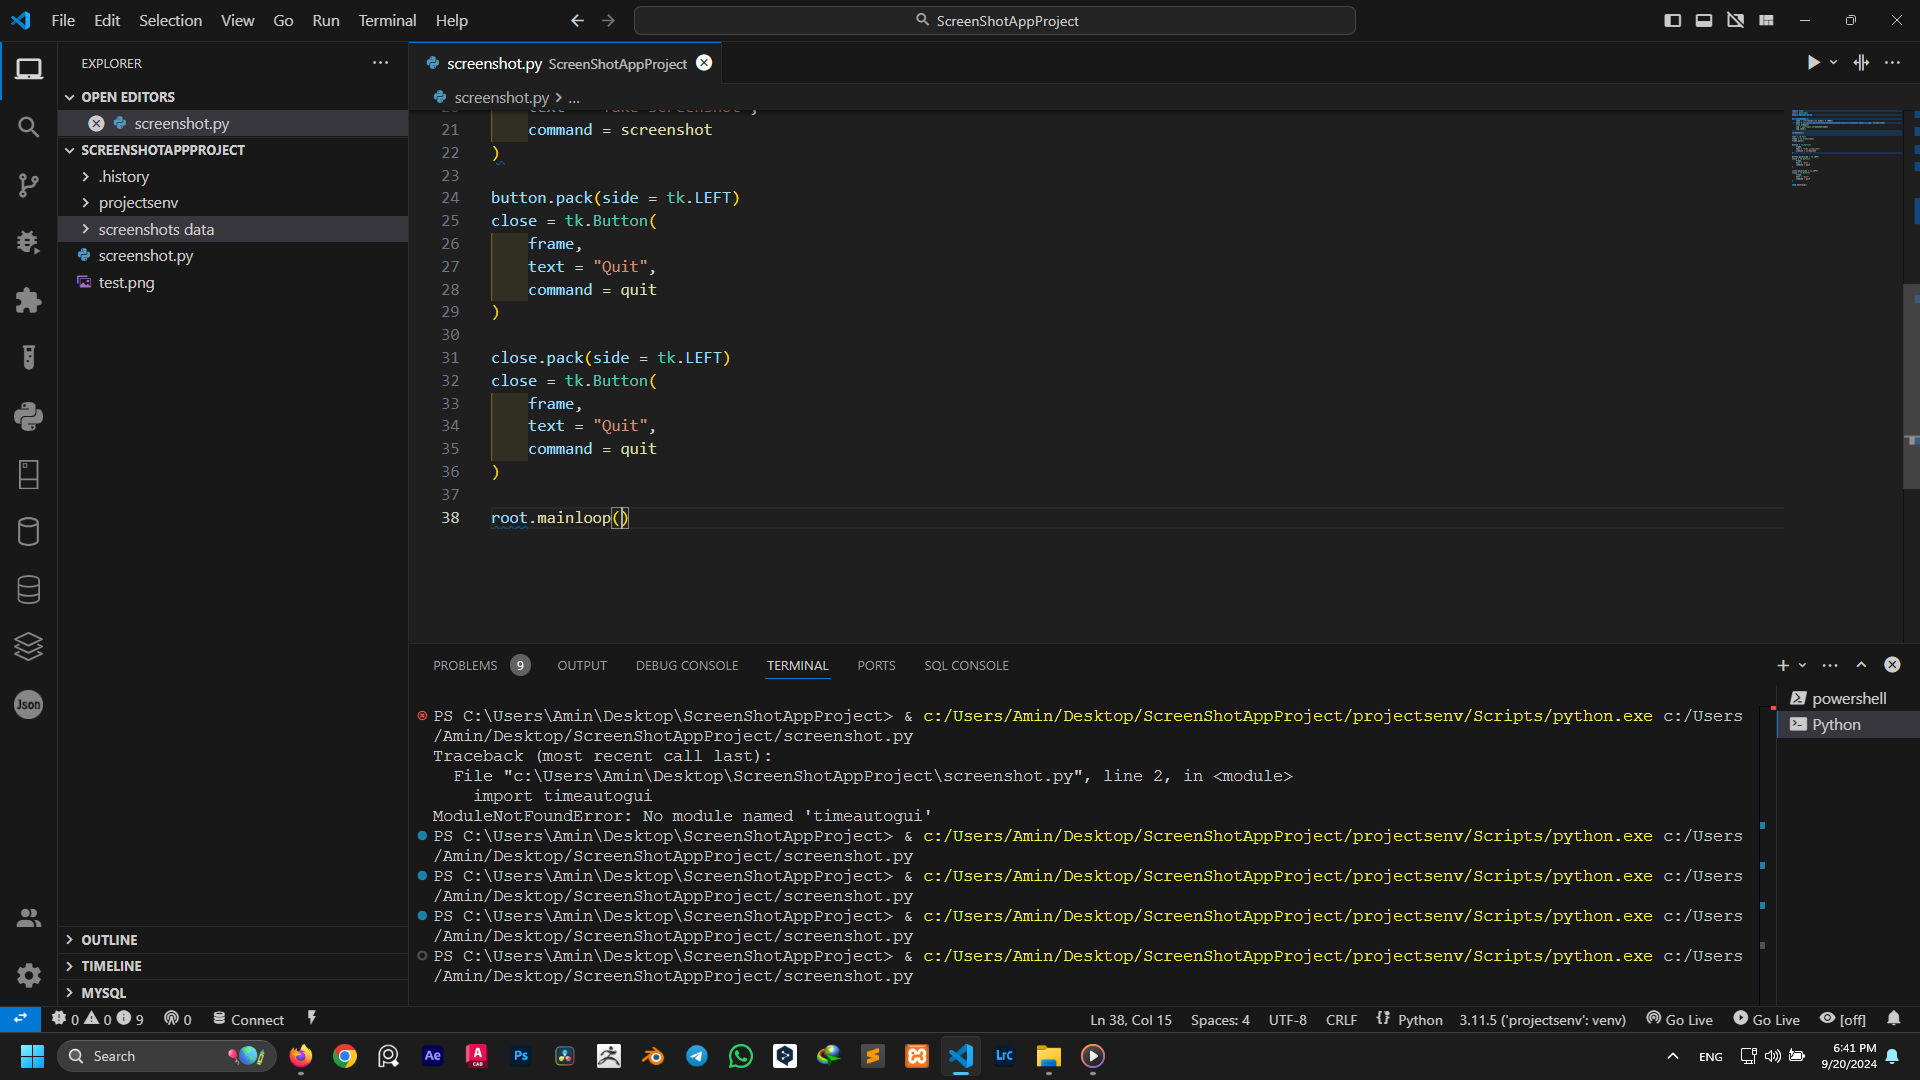 File Edit Selection View Go Run Terminal Help
ScreenShotAppProject
EXPLORER
OPEN EDITORS
screenshot.py
SCREENSHOTAPPPROJECT
.history
projectsenv
screenshots data
screenshot.py
test.png
OUTLINE
TIMELINE
MYSQL
screenshot.py ScreenShotAppProject
screenshot.py > ...
21 command = screenshot
22 )
23
24 button.pack(side = tk.LEFT)
25 close = tk.Button(
26 frame,
27 text = "Quit",
28 command = quit
29 )
30
31 close.pack(side = tk.LEFT)
32 close = tk.Button(
33 frame,
34 text = "Quit",
35 command = quit
36 )
37
38 root.mainloop()
PROBLEMS 9 OUTPUT DEBUG CONSOLE TERMINAL PORTS SQL CONSOLE
PS C:\Users\Amin\Desktop\ScreenShotAppProject> & c:/Users/Amin/Desktop/ScreenShotAppProject/projectsenv/Scripts/python.exe c:/Users
/Amin/Desktop/ScreenShotAppProject/screenshot.py
Traceback (most recent call last):
File "c:\Users\Amin\Desktop\ScreenShotAppProject\screenshot.py", line 2, in <module>
import timeautogui
ModuleNotFoundError: No module named 'timeautogui'
PS C:\Users\Amin\Desktop\ScreenShotAppProject> & c:/Users/Amin/Desktop/ScreenShotAppProject/projectsenv/Scripts/python.exe c:/Users
/Amin/Desktop/ScreenShotAppProject/screenshot.py
PS C:\Users\Amin\Desktop\ScreenShotAppProject> & c:/Users/Amin/Desktop/ScreenShotAppProject/projectsenv/Scripts/python.exe c:/Users
/Amin/Desktop/ScreenShotAppProject/screenshot.py
PS C:\Users\Amin\Desktop\ScreenShotAppProject> & c:/Users/Amin/Desktop/ScreenShotAppProject/projectsenv/Scripts/python.exe c:/Users
/Amin/Desktop/ScreenShotAppProject/screenshot.py
PS C:\Users\Amin\Desktop\ScreenShotAppProject> & c:/Users/Amin/Desktop/ScreenShotAppProject/projectsenv/Scripts/python.exe c:/Users
/Amin/Desktop/ScreenShotAppProject/screenshot.py
powershell
Python
Json
0 0 9 0 Connect Ln 38, Col 15 Spaces: 4 UTF-8 CRLF Python 3.11.5 ('projectsenv': venv) Go Live Go Live [off]
Search Ae A CAD Ps Lrc ENG 6:41 PM
9/20/2024